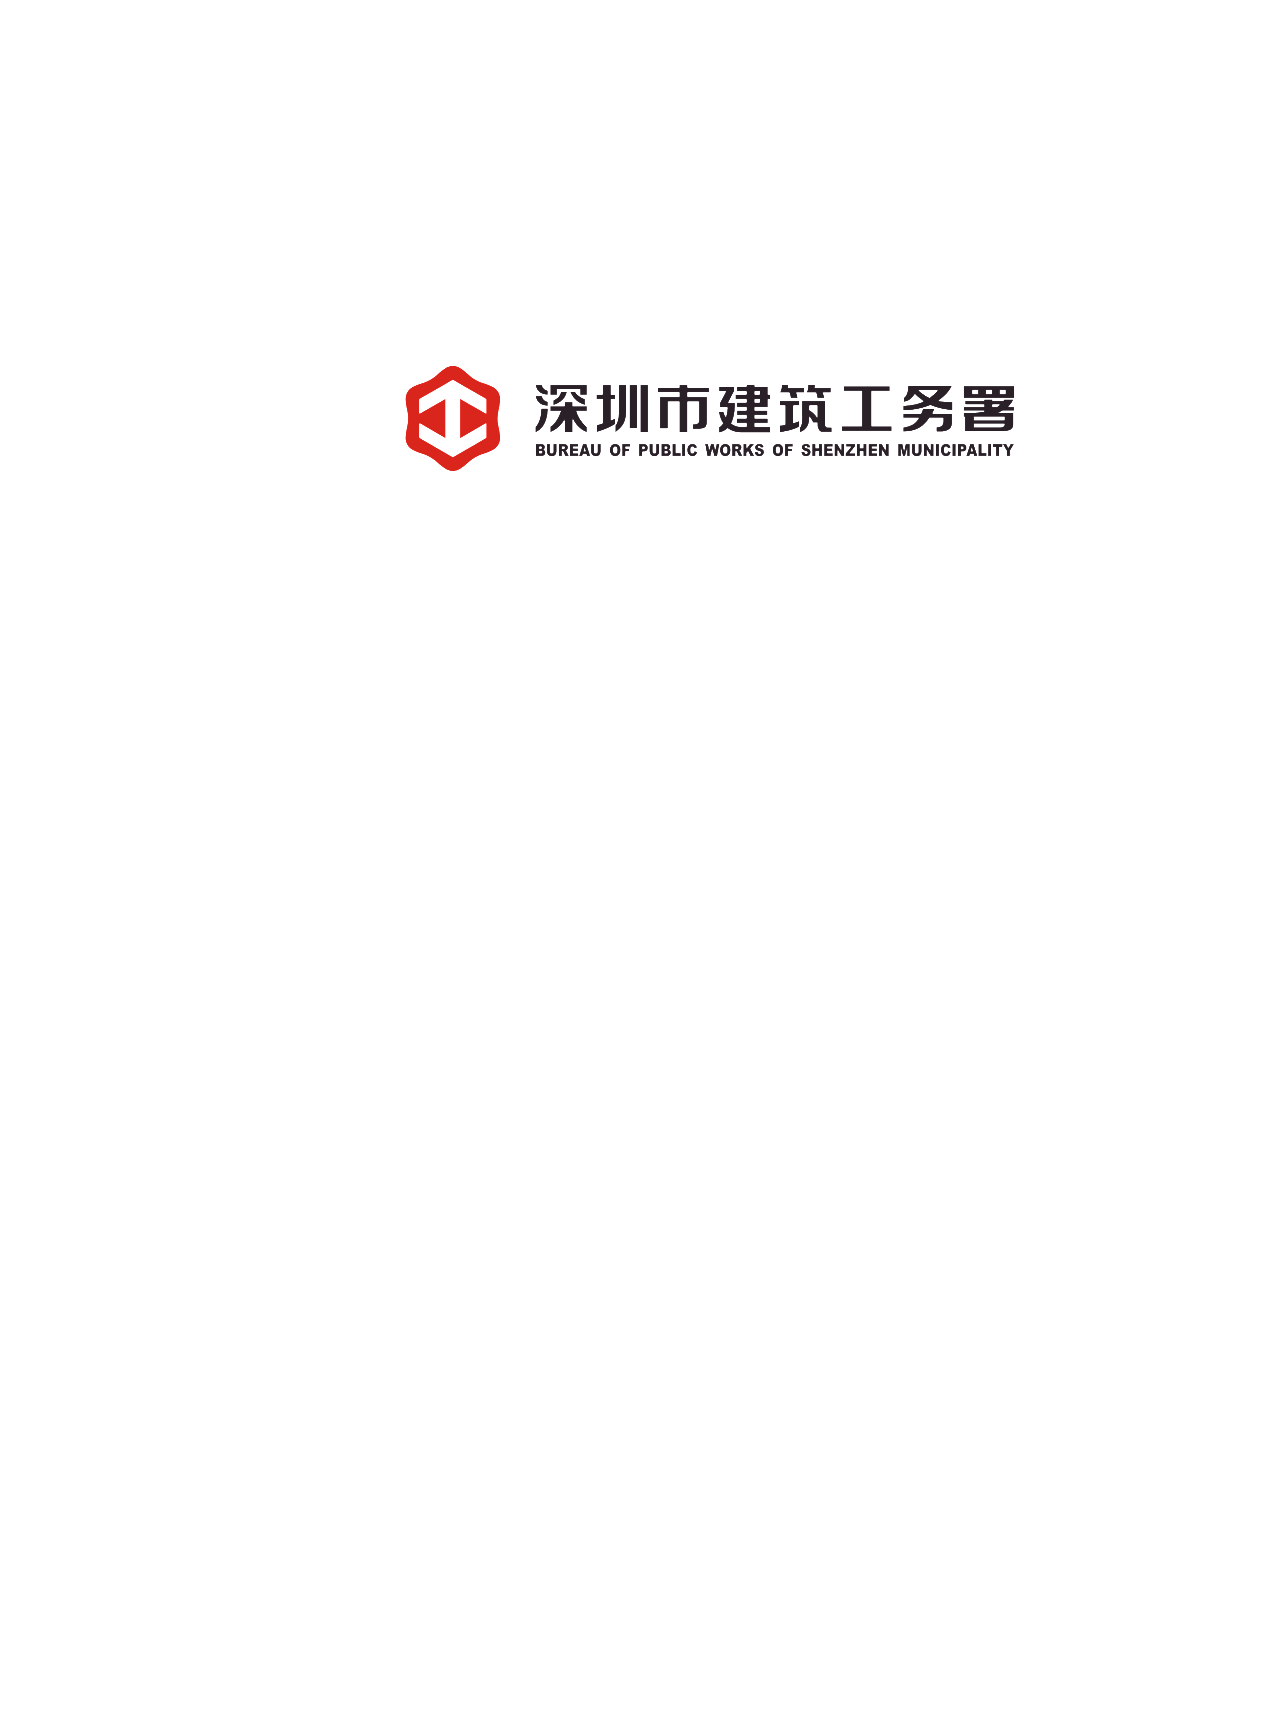 深圳市建筑工务署
BUREAU OF PUBLIC WORKS OF SHENZHEN MUNICIPALITY